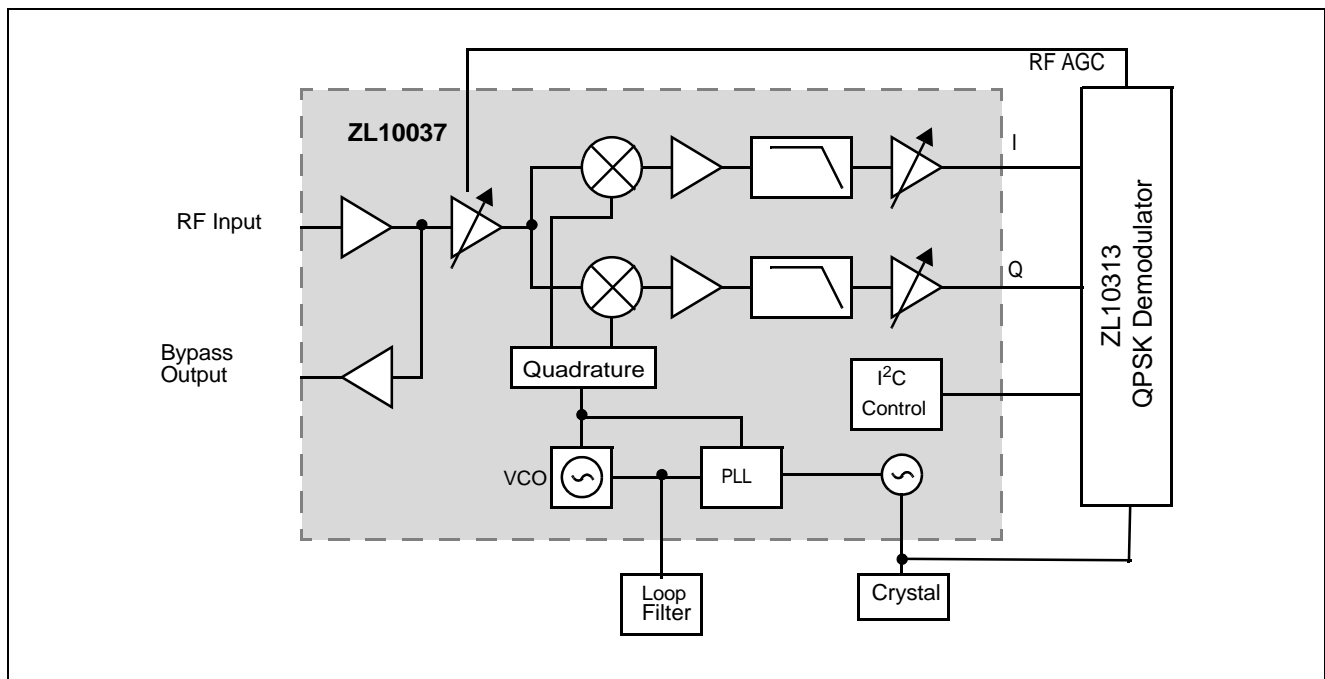 RF AGC
ZL10037
I
RF Input
Q
ZL10313
QPSK Demodulator
Bypass
Output
Quadrature
I²C
Control
VCO
PLL
Loop
Filter
Crystal